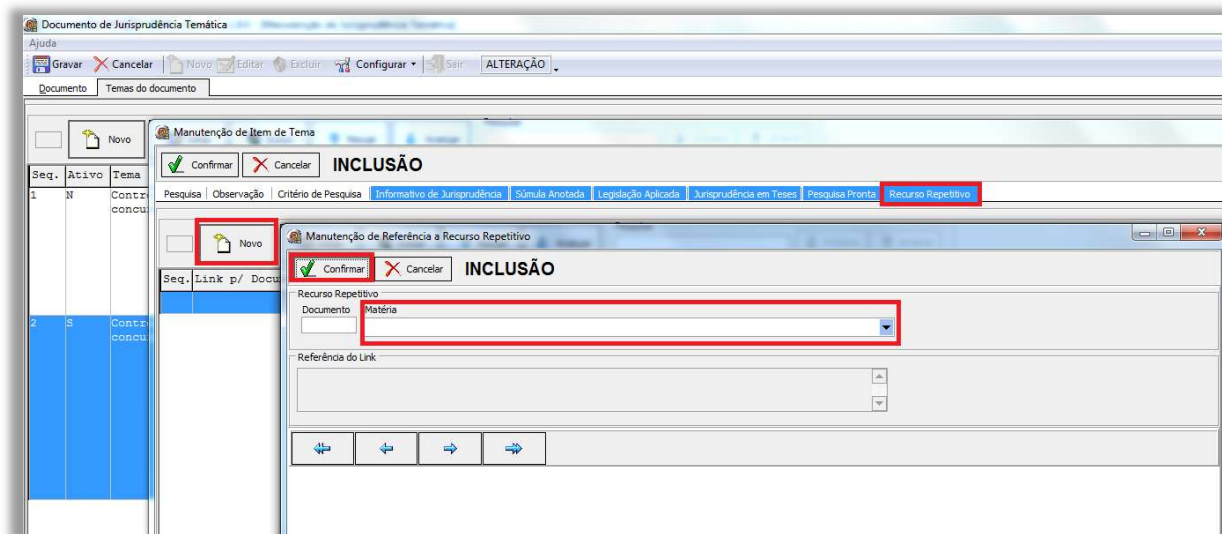 Documento de Jurisprudência Temática
Ajuda
Gravar Cancelar Novo Editar Excluir Configurar Sair ALTERAÇÃO
Documento Temas do documento
Novo
Manutenção de Item de Tema
Confirmar Cancelar INCLUSÃO
Seq. Ativo Tema
Pesquisa Observação Critério de Pesquisa Informativo de Jurisprudência Súmula Anotada Legislação Aplicada Jurisprudência em Teses Pesquisa Pronta Recurso Repetitivo
1 N Contr
concu
Novo
Manutenção de Referência a Recurso Repetitivo
Confirmar Cancelar INCLUSÃO
Seq. Link p/ Docu
Recurso Repetitivo
Documento Matéria
2 S Contr
concu
Referência do Link